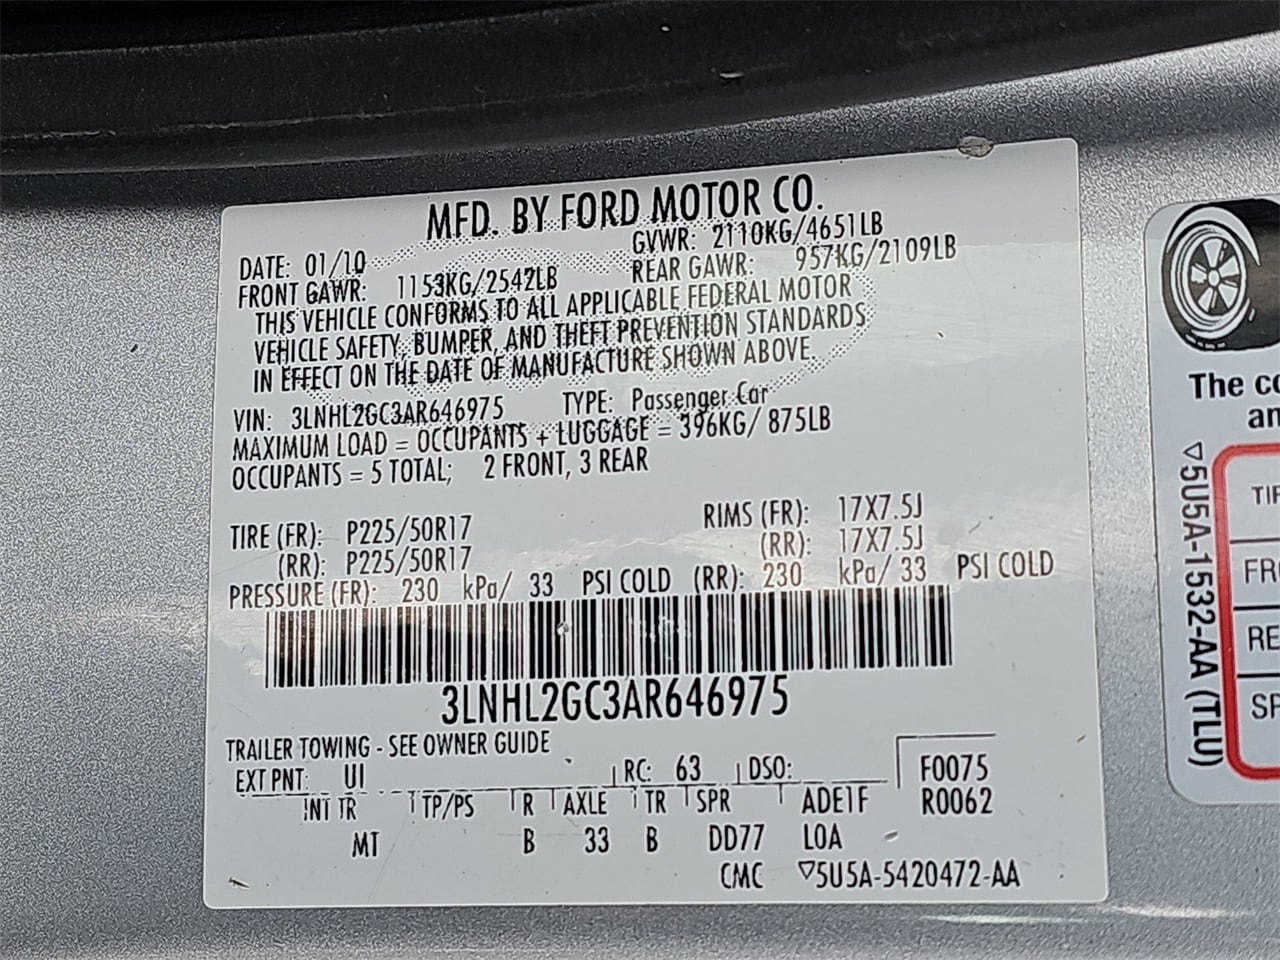 MFD. BY FORD MOTOR CO.
DATE: 01/10 GVWR: 2110KG/4651LB
FRONT GAWR: 1153KG/2542LB REAR GAWR: 957KG/2109LB
THIS VEHICLE CONFORMS TO ALL APPLICABLE FEDERAL MOTOR
VEHICLE SAFETY, BUMPER, AND THEFT PREVENTION STANDARDS
IN EFFECT ON THE DATE OF MANUFACTURE SHOWN ABOVE.
VIN: 3LNHL2GC3AR646975 TYPE: Passenger Car
MAXIMUM LOAD = OCCUPANTS + LUGGAGE = 396KG/ 875LB
OCCUPANTS = 5 TOTAL; 2 FRONT, 3 REAR
TIRE (FR): P225/50R17 RIMS (FR): 17X7.5J
(RR): P225/50R17 (RR): 17X7.5J
PRESSURE (FR): 230 kPa/ 33 PSI COLD (RR): 230 kPa/ 33 PSI COLD
3LNHL2GC3AR646975
TRAILER TOWING - SEE OWNER GUIDE
EXT PNT: UI RC: 63 DSO: F0075
INT TR TP/PS R AXLE TR SPR ADE1F R0062
MT B 33 B DD77 LOA
CMC ▽5U5A-5420472-AA
The
▽5U5A-1532-AA (TLU)